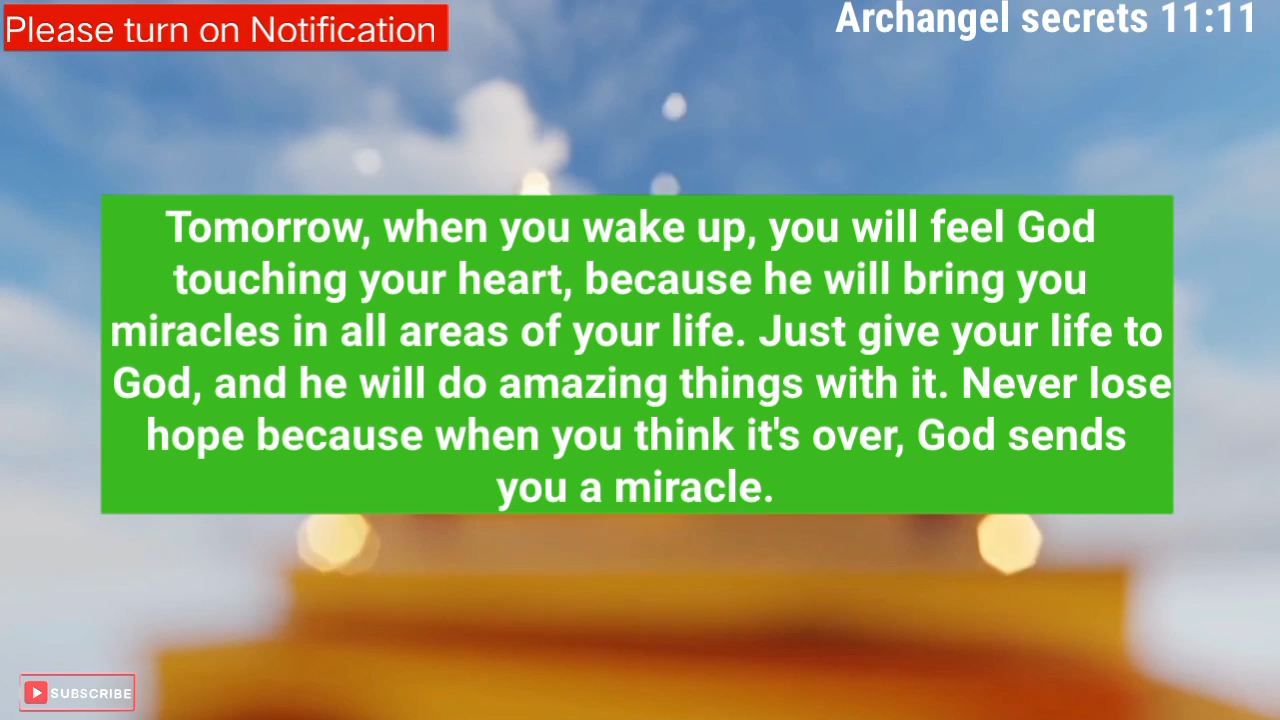 Please turn on Notification
Archangel secrets 11:11
Tomorrow, when you wake up, you will feel God
touching your heart, because he will bring you
miracles in all areas of your life. Just give your life to
God, and he will do amazing things with it. Never lose
hope because when you think it's over, God sends
you a miracle.
SUBSCRIBE